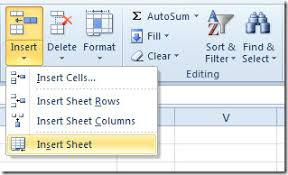 Insert
Delete
Format
AutoSum
Fill
Clear
Sort &
Filter
Find &
Select
Editing
Insert Cells...
Insert Sheet Rows
Insert Sheet Columns
Insert Sheet
V